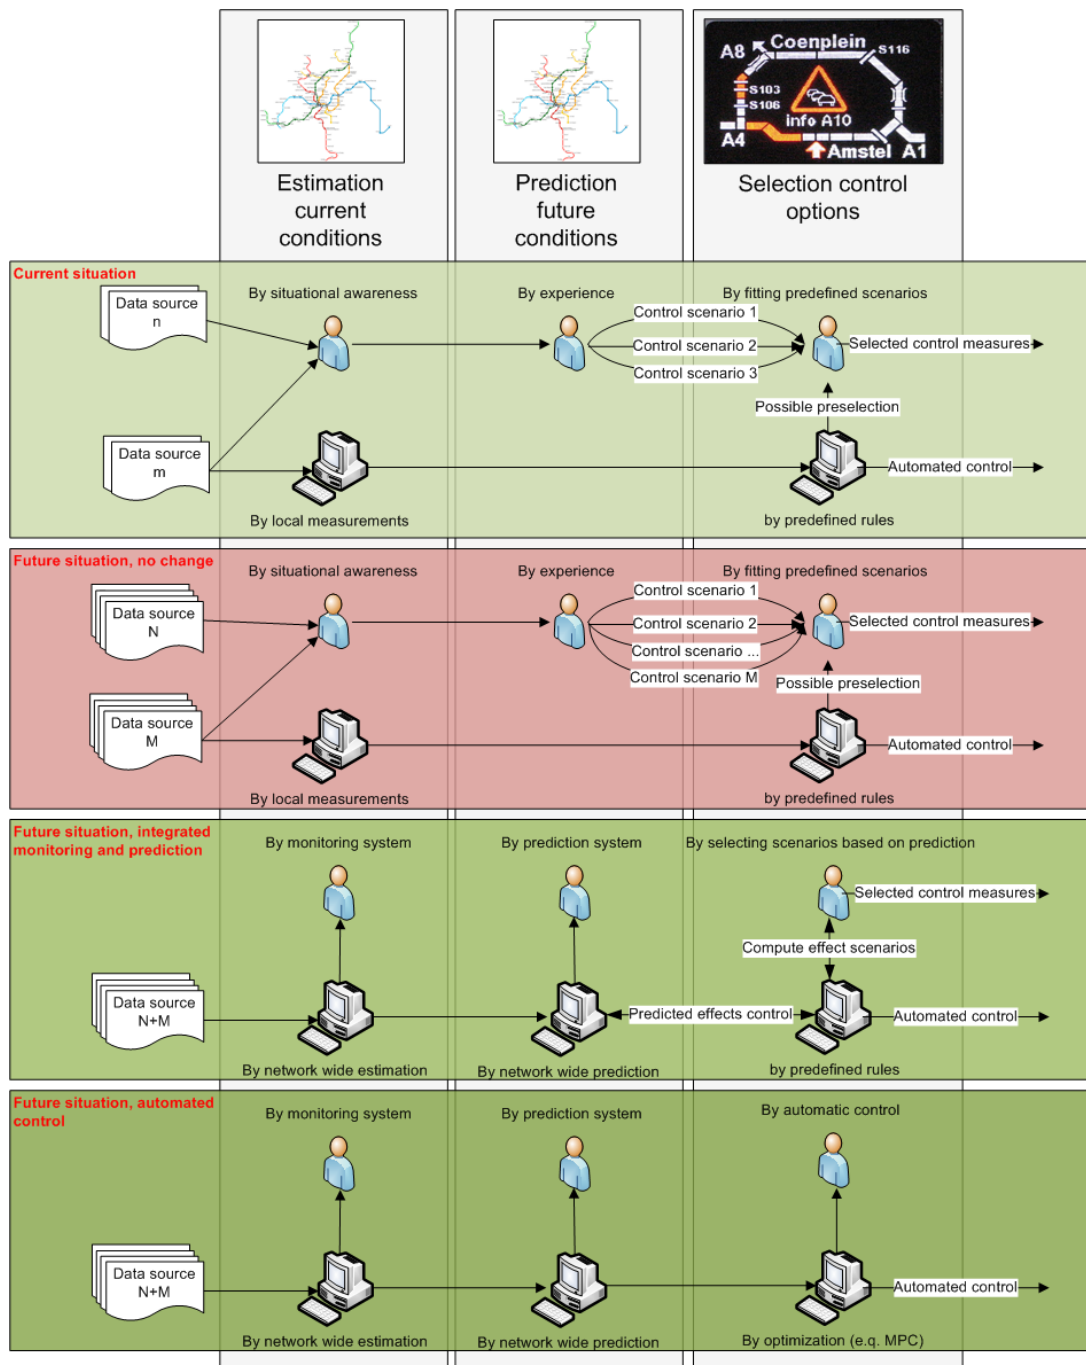 A8
Coenplein
S116
S103
S106
info A10
A4
Amstel
A1
Estimation
current
conditions
Prediction
future
conditions
Selection control
options
Current situation
Data source
n
By situational awareness
By experience
By fitting predefined scenarios
Control scenario 1
Control scenario 2
Control scenario 3
Selected control measures
Possible preselection
Data source
m
Automated control
By local measurements
by predefined rules
Future situation, no change
Data source
N
By situational awareness
By experience
By fitting predefined scenarios
Control scenario 1
Control scenario 2
Control scenario ...
Control scenario M
Selected control measures
Possible preselection
Data source
M
Automated control
By local measurements
by predefined rules
Future situation, integrated
monitoring and prediction
By monitoring system
By prediction system
By selecting scenarios based on prediction
Selected control measures
Compute effect scenarios
Data source
N+M
Predicted effects control
Automated control
By network wide estimation
By network wide prediction
by predefined rules
Future situation, automated
control
By monitoring system
By prediction system
By automatic control
Data source
N+M
Automated control
By network wide estimation
By network wide prediction
By optimization (e.q. MPC)